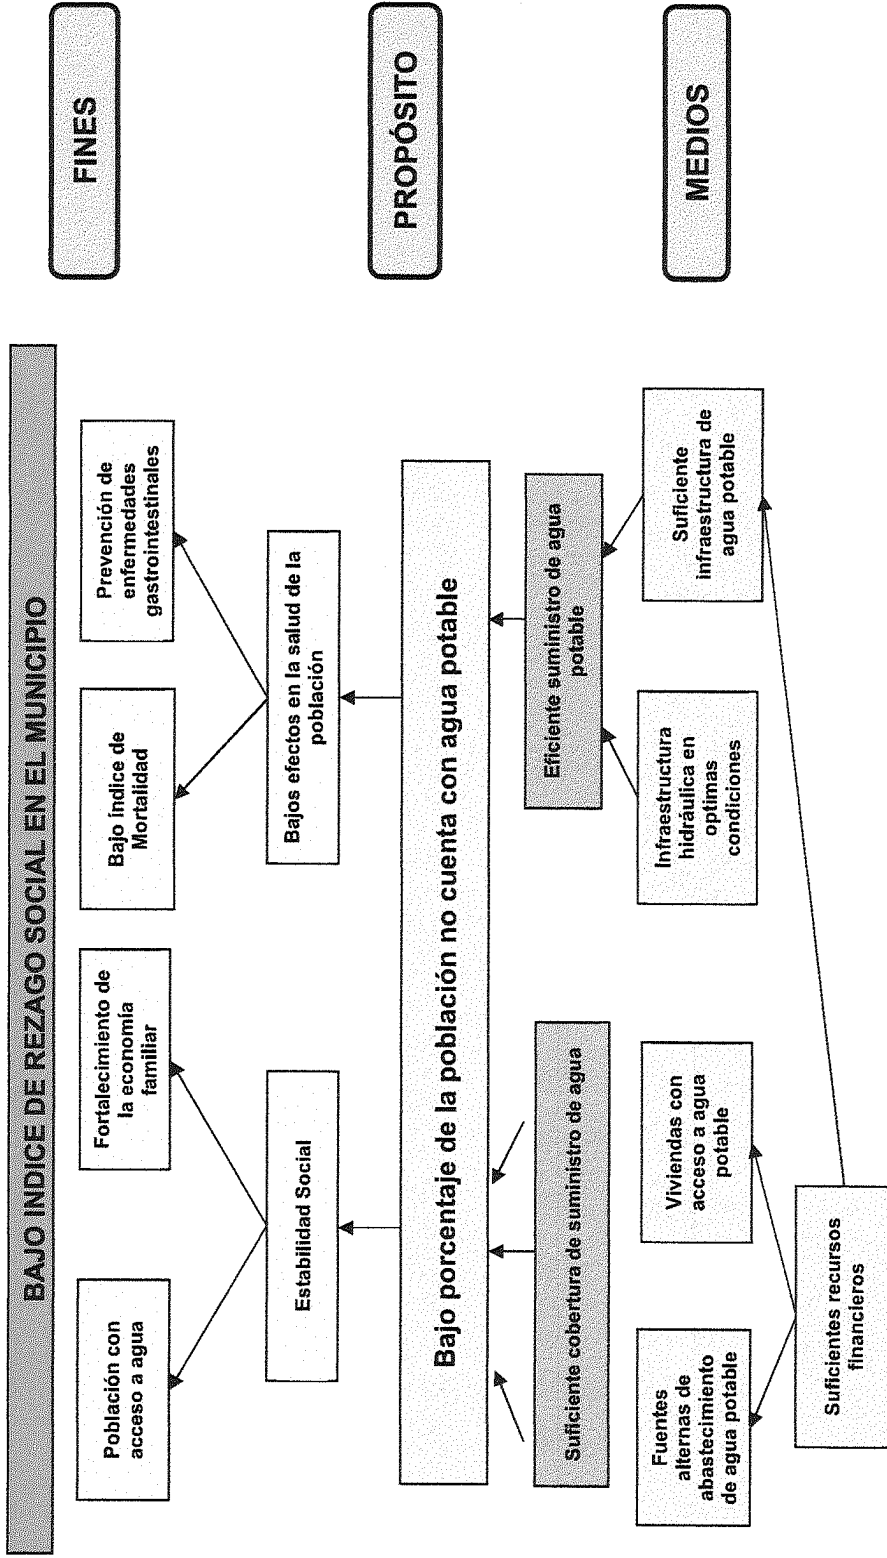 BAJO INDICE DE REZAGO SOCIAL EN EL MUNICIPIO
FINES
Población con
acceso a agua
Fortalecimiento de
la economía
familiar
Bajo índice de
Mortalidad
Prevención de
enfermedades
gastrointestinales
Estabilidad Social
Bajos efectos en la salud de la
población
PROPÓSITO
Bajo porcentaje de la población no cuenta con agua potable
Suficiente cobertura de suministro de agua
Eficiente suministro de agua
potable
MEDIOS
Fuentes
alternas de
abastecimiento
de agua potable
Viviendas con
acceso a agua
potable
Infraestructura
hidráulica en
optimas
condiciones
Suficiente
infraestructura de
agua potable
Suficientes recursos
financieros